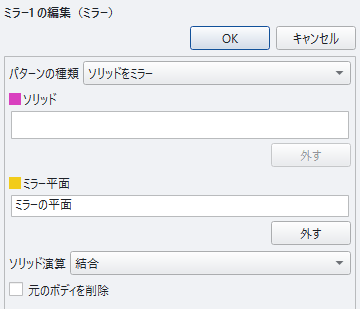 ミラー1 の編集（ミラー）
OK
キャンセル
パターンの種類 ソリッドをミラー
ソリッド
外す
ミラー平面
ミラーの平面
外す
ソリッド演算 結合
元のボディを削除